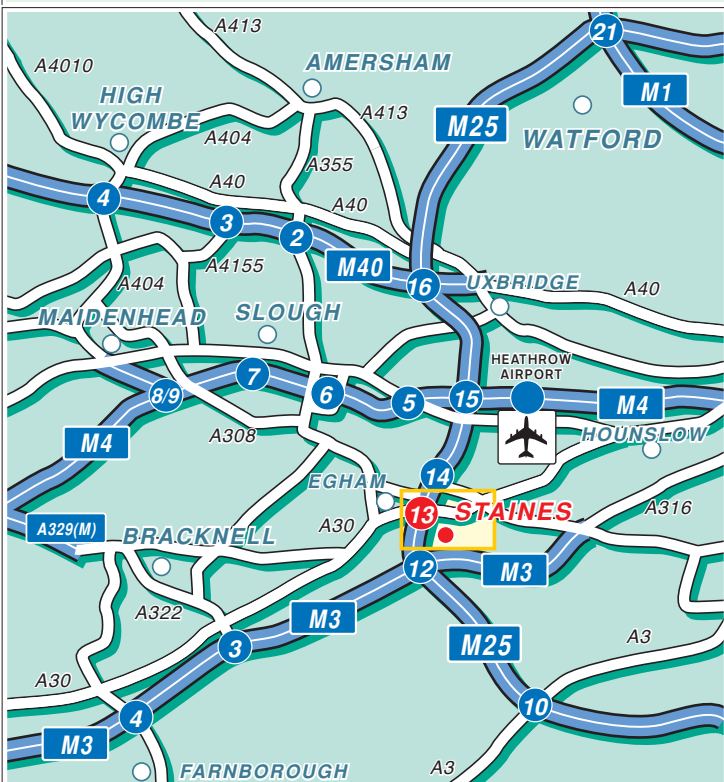 A413
21
A4010
AMERSHAM
HIGH
WYCOMBE
M1
A413
M25
WATFORD
A404
A355
A40
4
A40
3
2
A4155
M40
A404
16
UXBRIDGE
A40
MAIDENHEAD
SLOUGH
HEATHROW
AIRPORT
7
8/9
6
5
15
M4
M4
A308
HOUNSLOW
14
EGHAM
13
STAINES
A316
A329(M)
A30
BRACKNELL
12
M3
A322
M3
3
M25
A3
A30
10
4
M3
FARNBOROUGH
A3